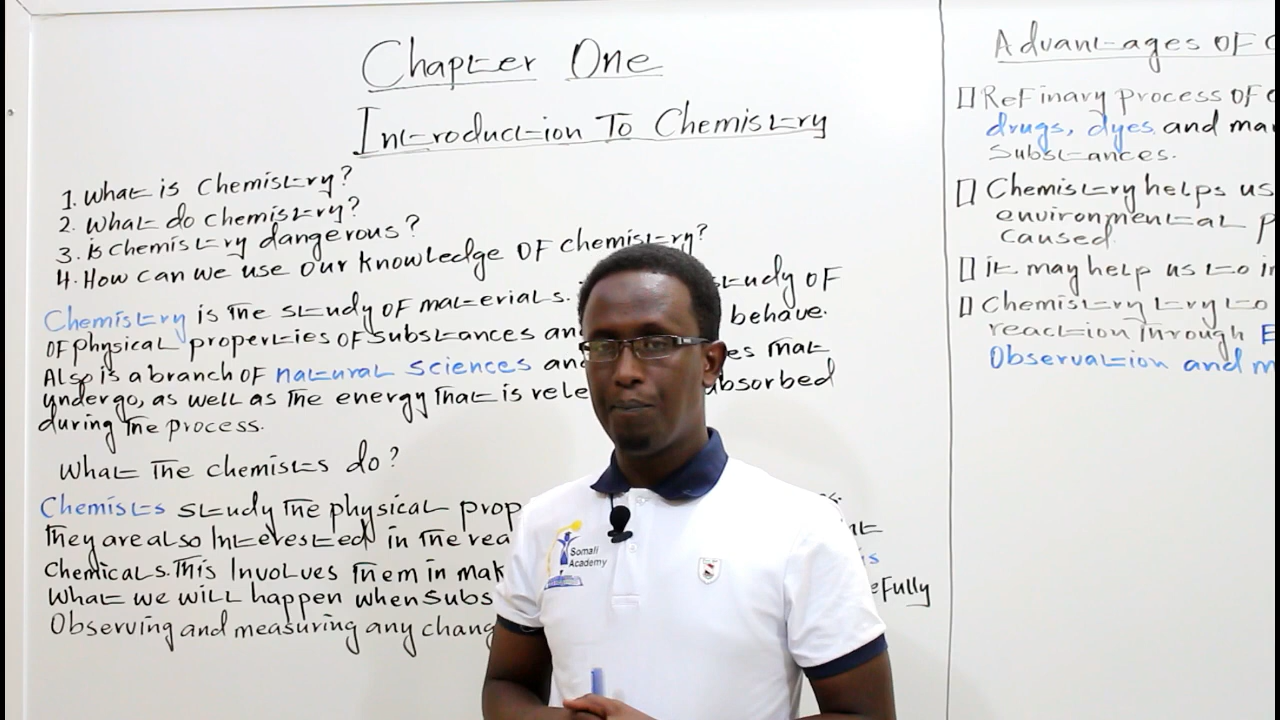 Chapter One
Introduction To Chemistry
1. What is Chemistry?
2. What do chemistry?
3. is chemistry dangerous?
4. How can we use our knowledge OF chemistry?
Chemistry is The study OF materials. study OF
OF physical properties OF substances an behave.
Also is a branch OF natural sciences an es That
undergo, as well as The energy That is rele absorbed
during The process.
What The chemists do?
Chemists study The physical prop
They are also Interested in The rea
Chemicals. This Involves Them in mak is
What we will happen when subs efully
Observing and measuring any chang
Somali
Academy
Advantages OF C
Refinary process OF
drugs, dyes and ma
Substances.
Chemistry helps us
environmental p
caused.
it may help us to i
Chemistry try to
reaction Through E
Observation and m